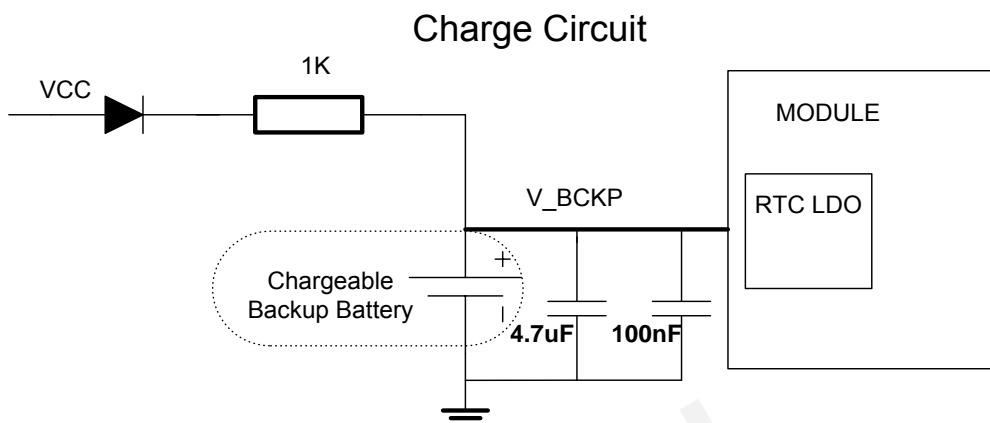 Charge Circuit
1K
VCC
MODULE
V_BCKP
RTC LDO
+
Chargeable
Backup Battery
-
4.7uF
100nF